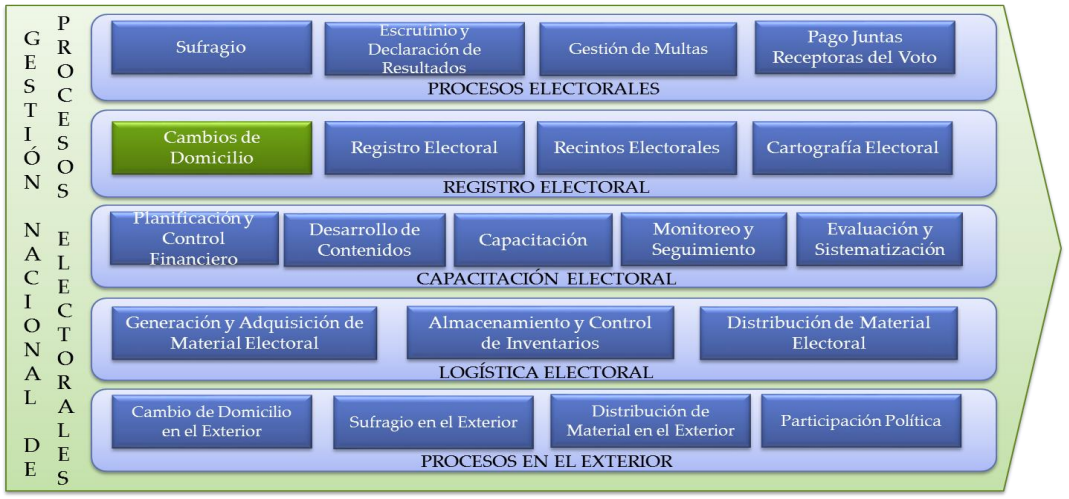 GESTIÓN NACIONAL DE
PROCESOS ELECTORALES
Sufragio
Escrutinio y
Declaración de
Resultados
Gestión de Multas
Pago Juntas
Receptoras del Voto
PROCESOS ELECTORALES
Cambios de
Domicilio
Registro Electoral
Recintos Electorales
Cartografía Electoral
REGISTRO ELECTORAL
Planificación y
Control
Financiero
Desarrollo de
Contenidos
Capacitación
Monitoreo y
Seguimiento
Evaluación y
Sistematización
CAPACITACIÓN ELECTORAL
Generación y Adquisición de
Material Electoral
Almacenamiento y Control
de Inventarios
Distribución de Material
Electoral
LOGÍSTICA ELECTORAL
Cambio de Domicilio
en el Exterior
Sufragio en el Exterior
Distribución de
Material en el Exterior
Participación Política
PROCESOS EN EL EXTERIOR